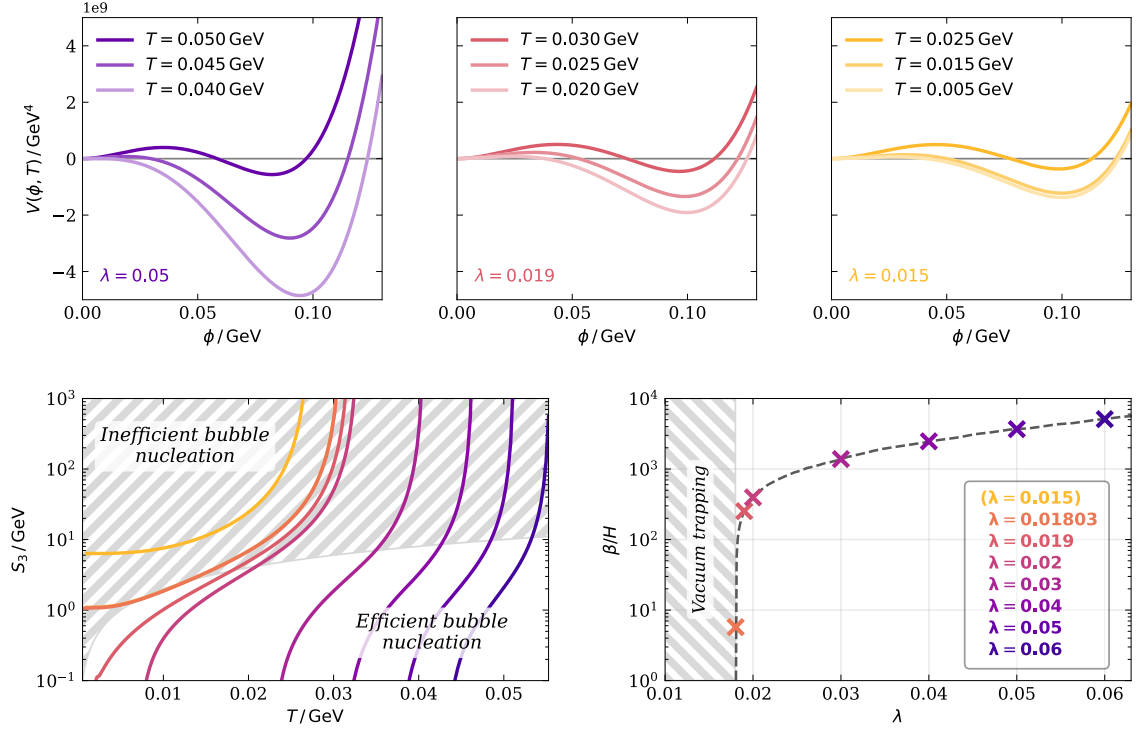 1e9
4
2
0
−2
−4
V(ϕ, T) / GeV⁴
T = 0.050 GeV
T = 0.045 GeV
T = 0.040 GeV
λ = 0.05
0.00
0.05
0.10
ϕ / GeV
T = 0.030 GeV
T = 0.025 GeV
T = 0.020 GeV
λ = 0.019
0.00
0.05
0.10
ϕ / GeV
T = 0.025 GeV
T = 0.015 GeV
T = 0.005 GeV
λ = 0.015
0.00
0.05
0.10
ϕ / GeV
10³
10²
10¹
10⁰
10⁻¹
S₃ / GeV
Inefficient bubble
nucleation
Efficient bubble
nucleation
0.01
0.02
0.03
0.04
0.05
T / GeV
10⁴
10³
10²
10¹
10⁰
β/H
Vacuum trapping
(λ = 0.015)
λ = 0.01803
λ = 0.019
λ = 0.02
λ = 0.03
λ = 0.04
λ = 0.05
λ = 0.06
0.01
0.02
0.03
0.04
0.05
0.06
λ